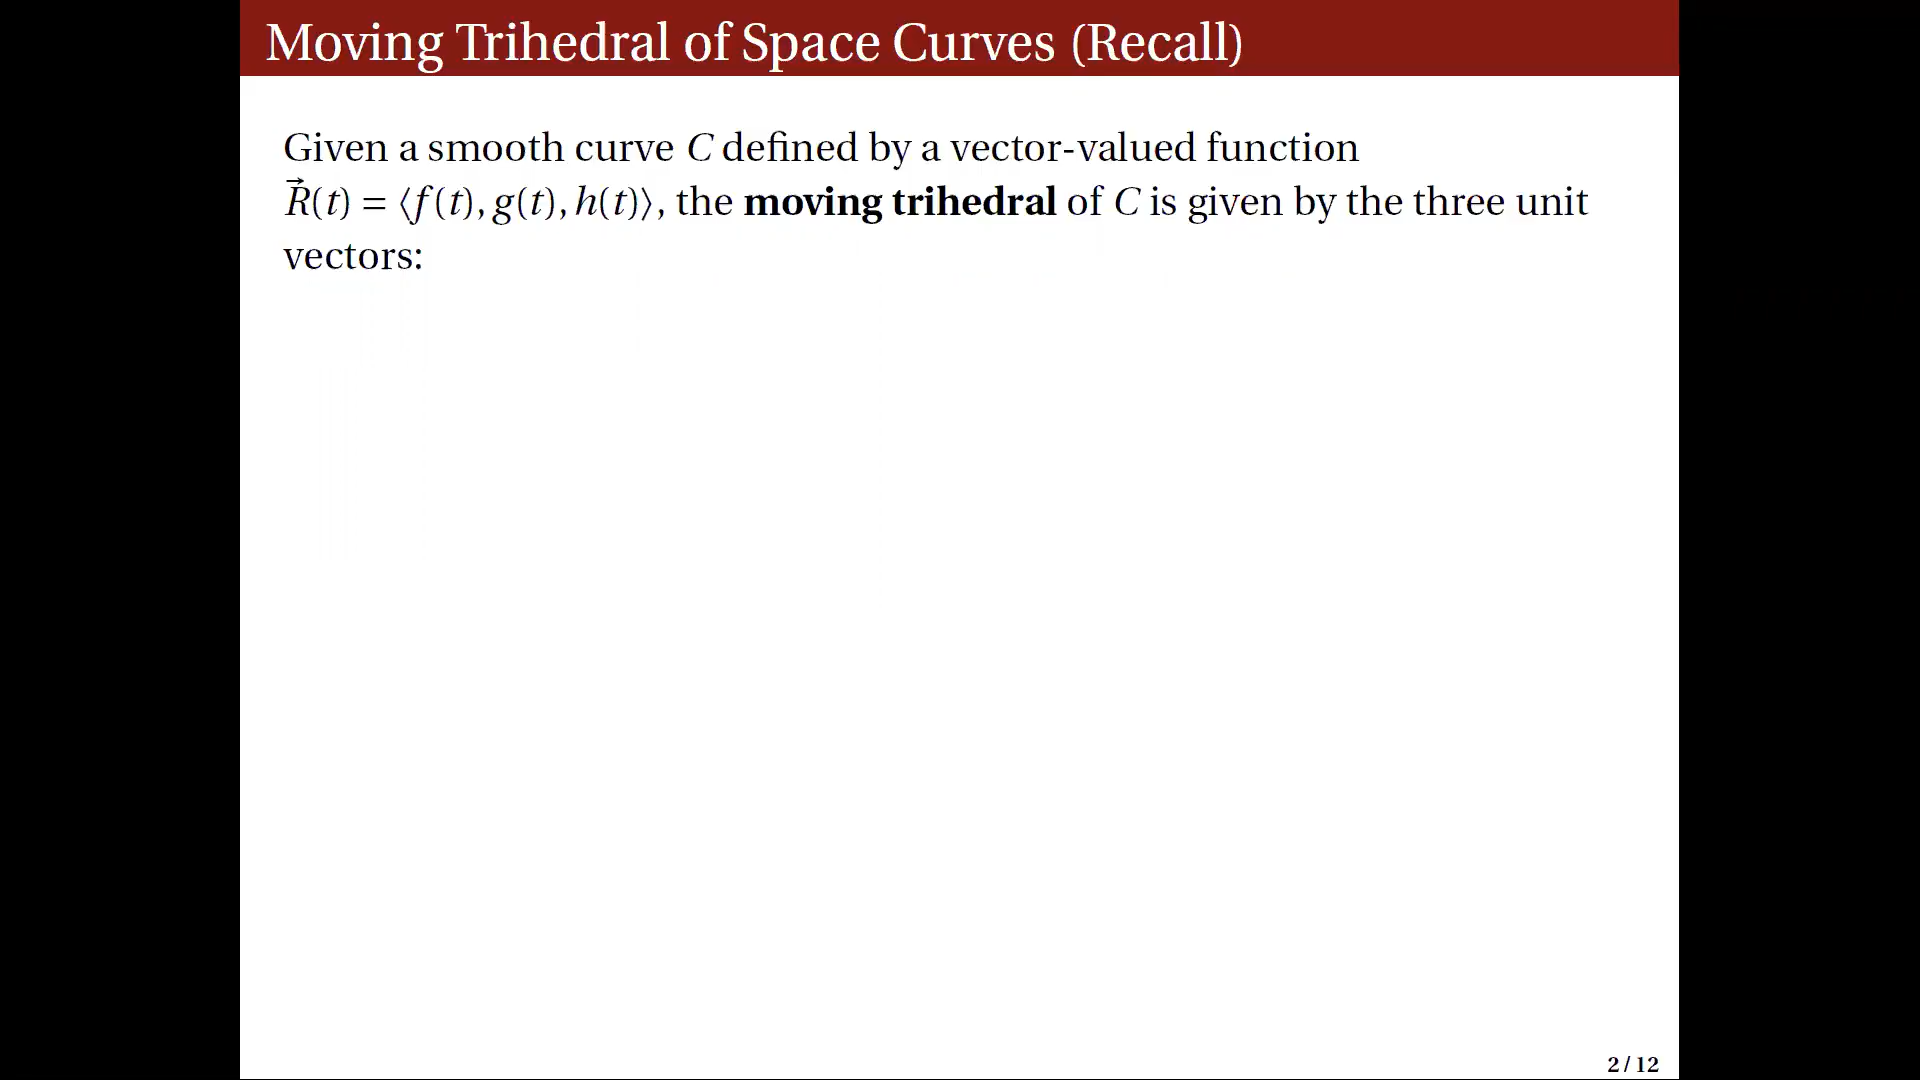 Moving Trihedral of Space Curves (Recall)
Given a smooth curve C defined by a vector-valued function
R⃗(t) = ⟨f(t), g(t), h(t)⟩, the moving trihedral of C is given by the three unit
vectors:
2 / 12